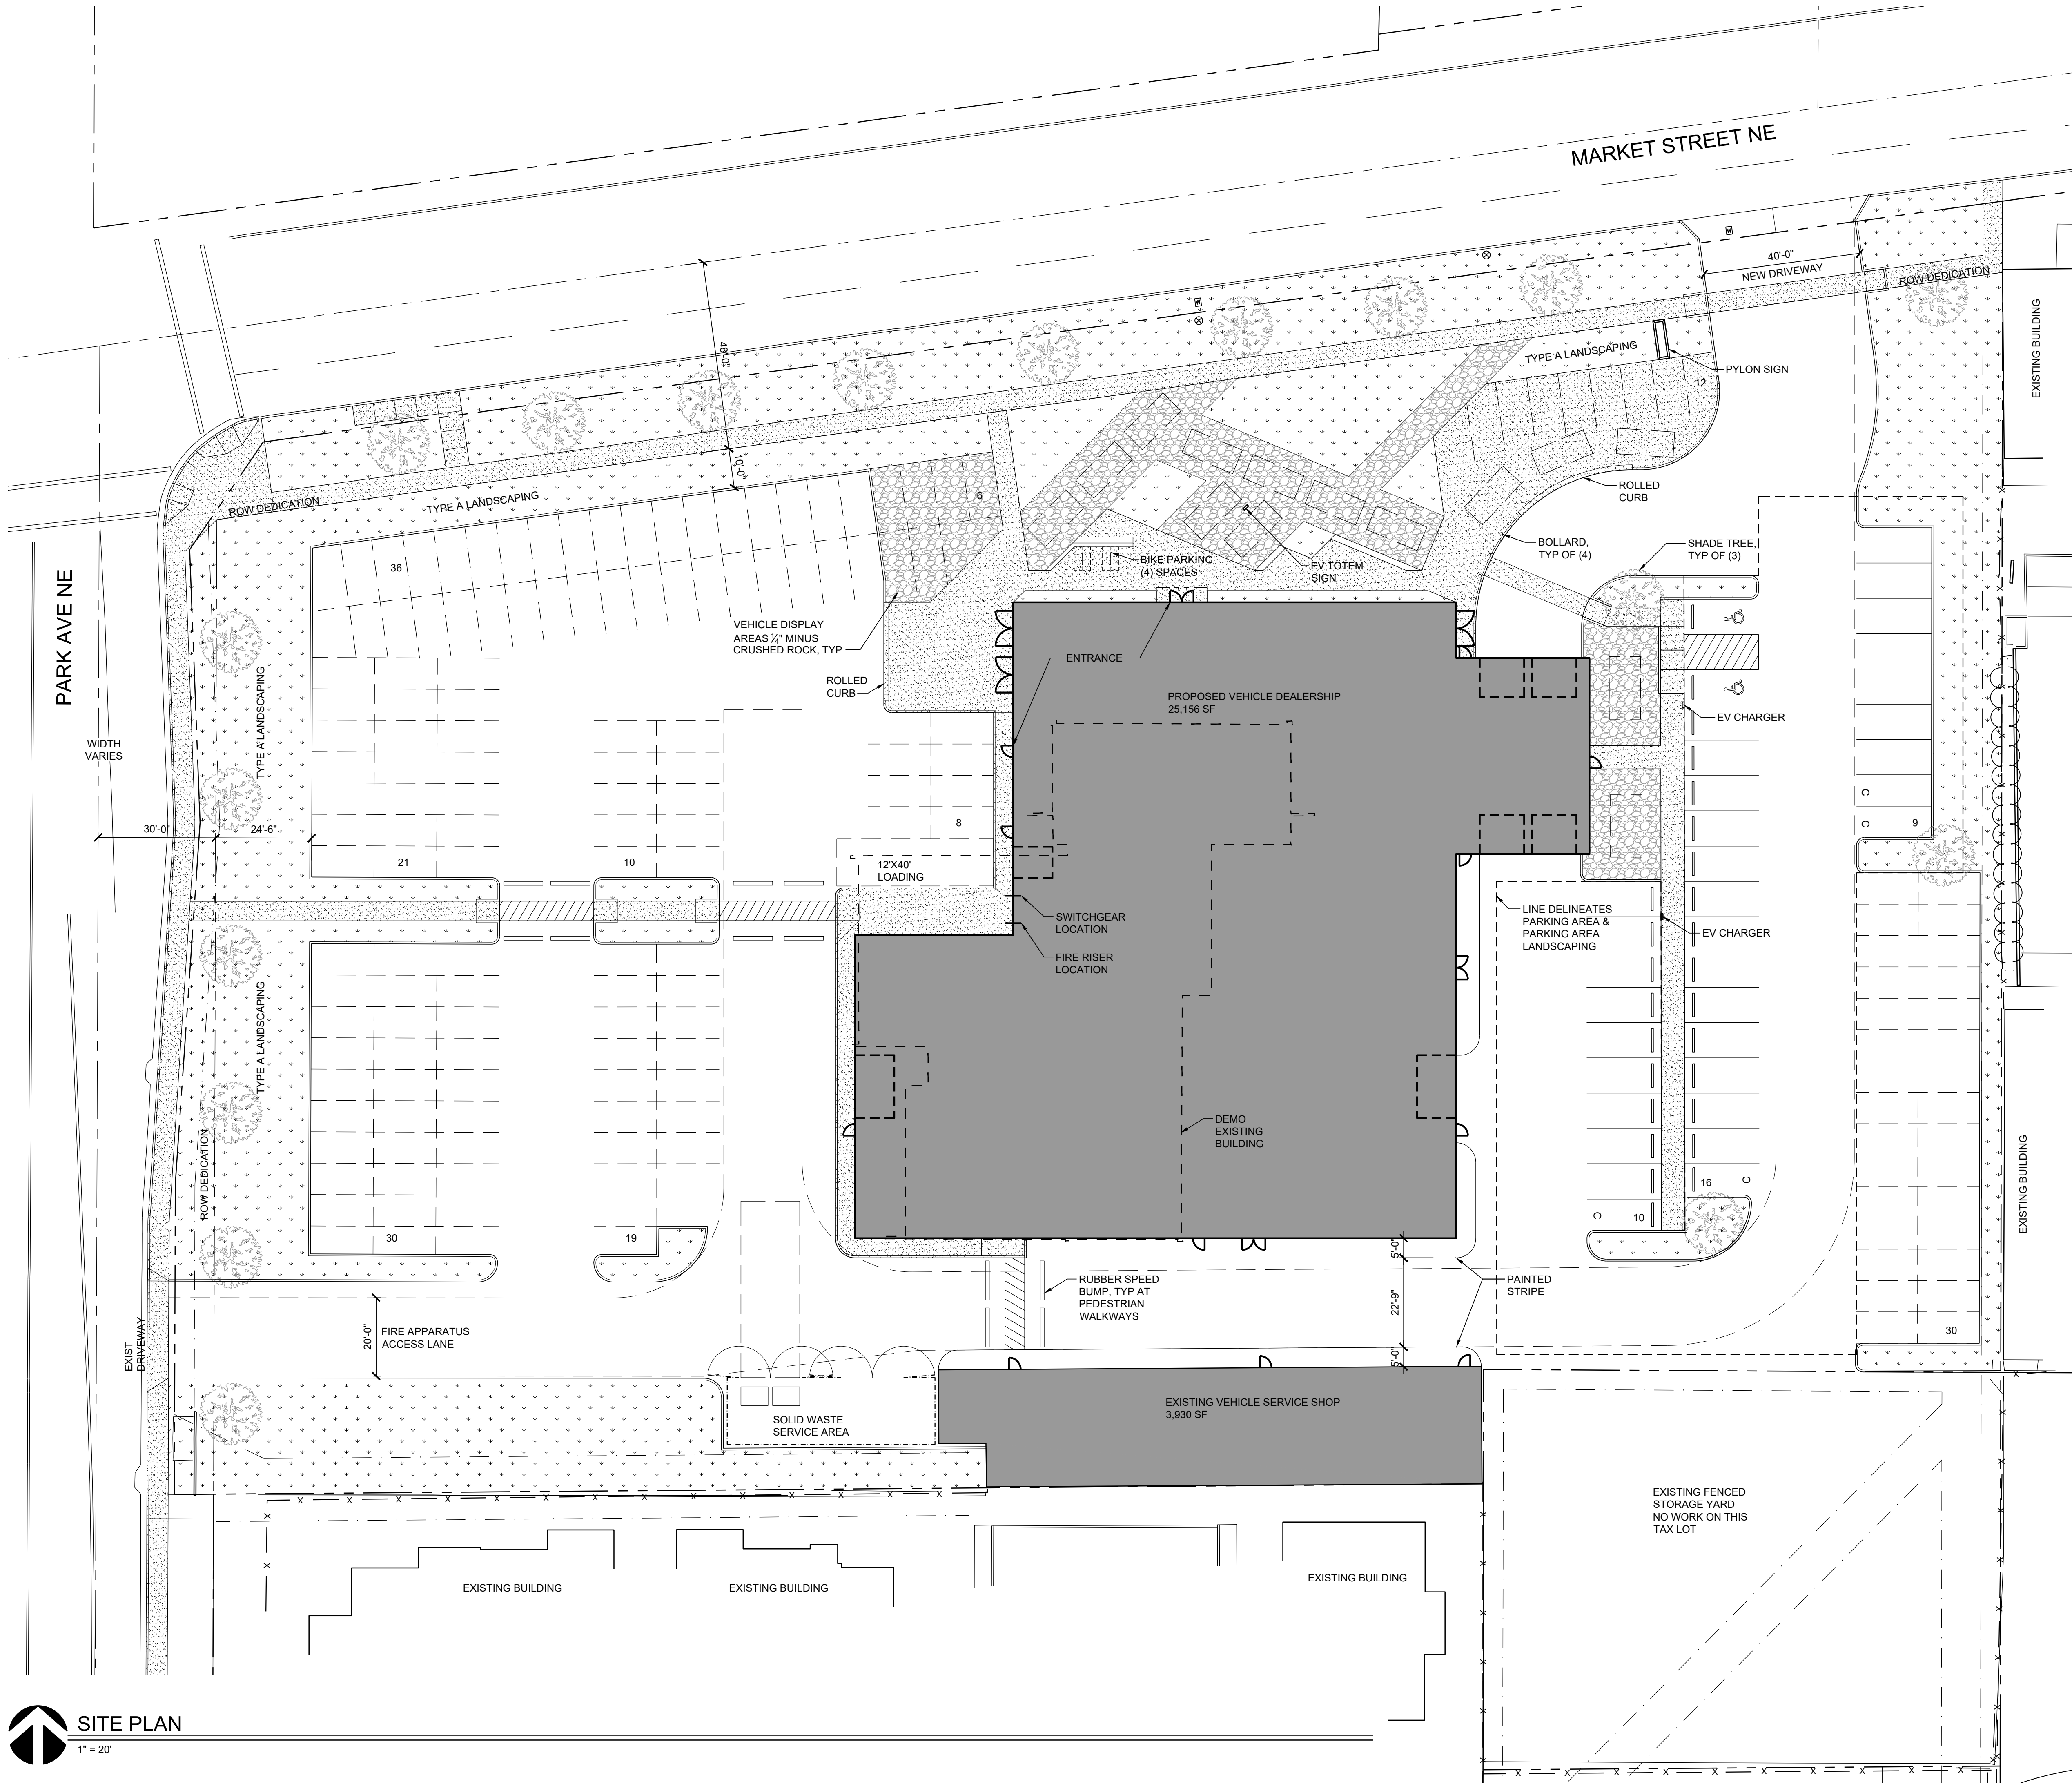 MARKET STREET NE
40'-0"
NEW DRIVEWAY
ROW DEDICATION
EXISTING BUILDING
W
W
48'-0"
10'-0"
TYPE A LANDSCAPING
PYLON SIGN
12
ROW DEDICATION
TYPE A LANDSCAPING
6
ROLLED
CURB
36
BIKE PARKING
(4) SPACES
EV TOTEM
SIGN
BOLLARD,
TYP OF (4)
SHADE TREE,
TYP OF (3)
PARK AVE NE
VEHICLE DISPLAY
AREAS ¼" MINUS
CRUSHED ROCK, TYP
ENTRANCE
ROLLED
CURB
PROPOSED VEHICLE DEALERSHIP
25,156 SF
EV CHARGER
WIDTH
VARIES
TYPE A LANDSCAPING
30'-0"
24'-6"
C
C
9
8
21
10
12'X40'
LOADING
SWITCHGEAR
LOCATION
LINE DELINEATES
PARKING AREA &
PARKING AREA
LANDSCAPING
EV CHARGER
FIRE RISER
LOCATION
TYPE A LANDSCAPING
DEMO
EXISTING
BUILDING
ROW DEDICATION
EXISTING BUILDING
16
C
C
10
30
19
5'-0"
RUBBER SPEED
BUMP, TYP AT
PEDESTRIAN
WALKWAYS
22'-9"
PAINTED
STRIPE
20'-0"
FIRE APPARATUS
ACCESS LANE
EXIST
DRIVEWAY
30
5'-0"
SOLID WASTE
SERVICE AREA
EXISTING VEHICLE SERVICE SHOP
3,930 SF
EXISTING FENCED
STORAGE YARD
NO WORK ON THIS
TAX LOT
EXISTING BUILDING
EXISTING BUILDING
EXISTING BUILDING
SITE PLAN
1" = 20'